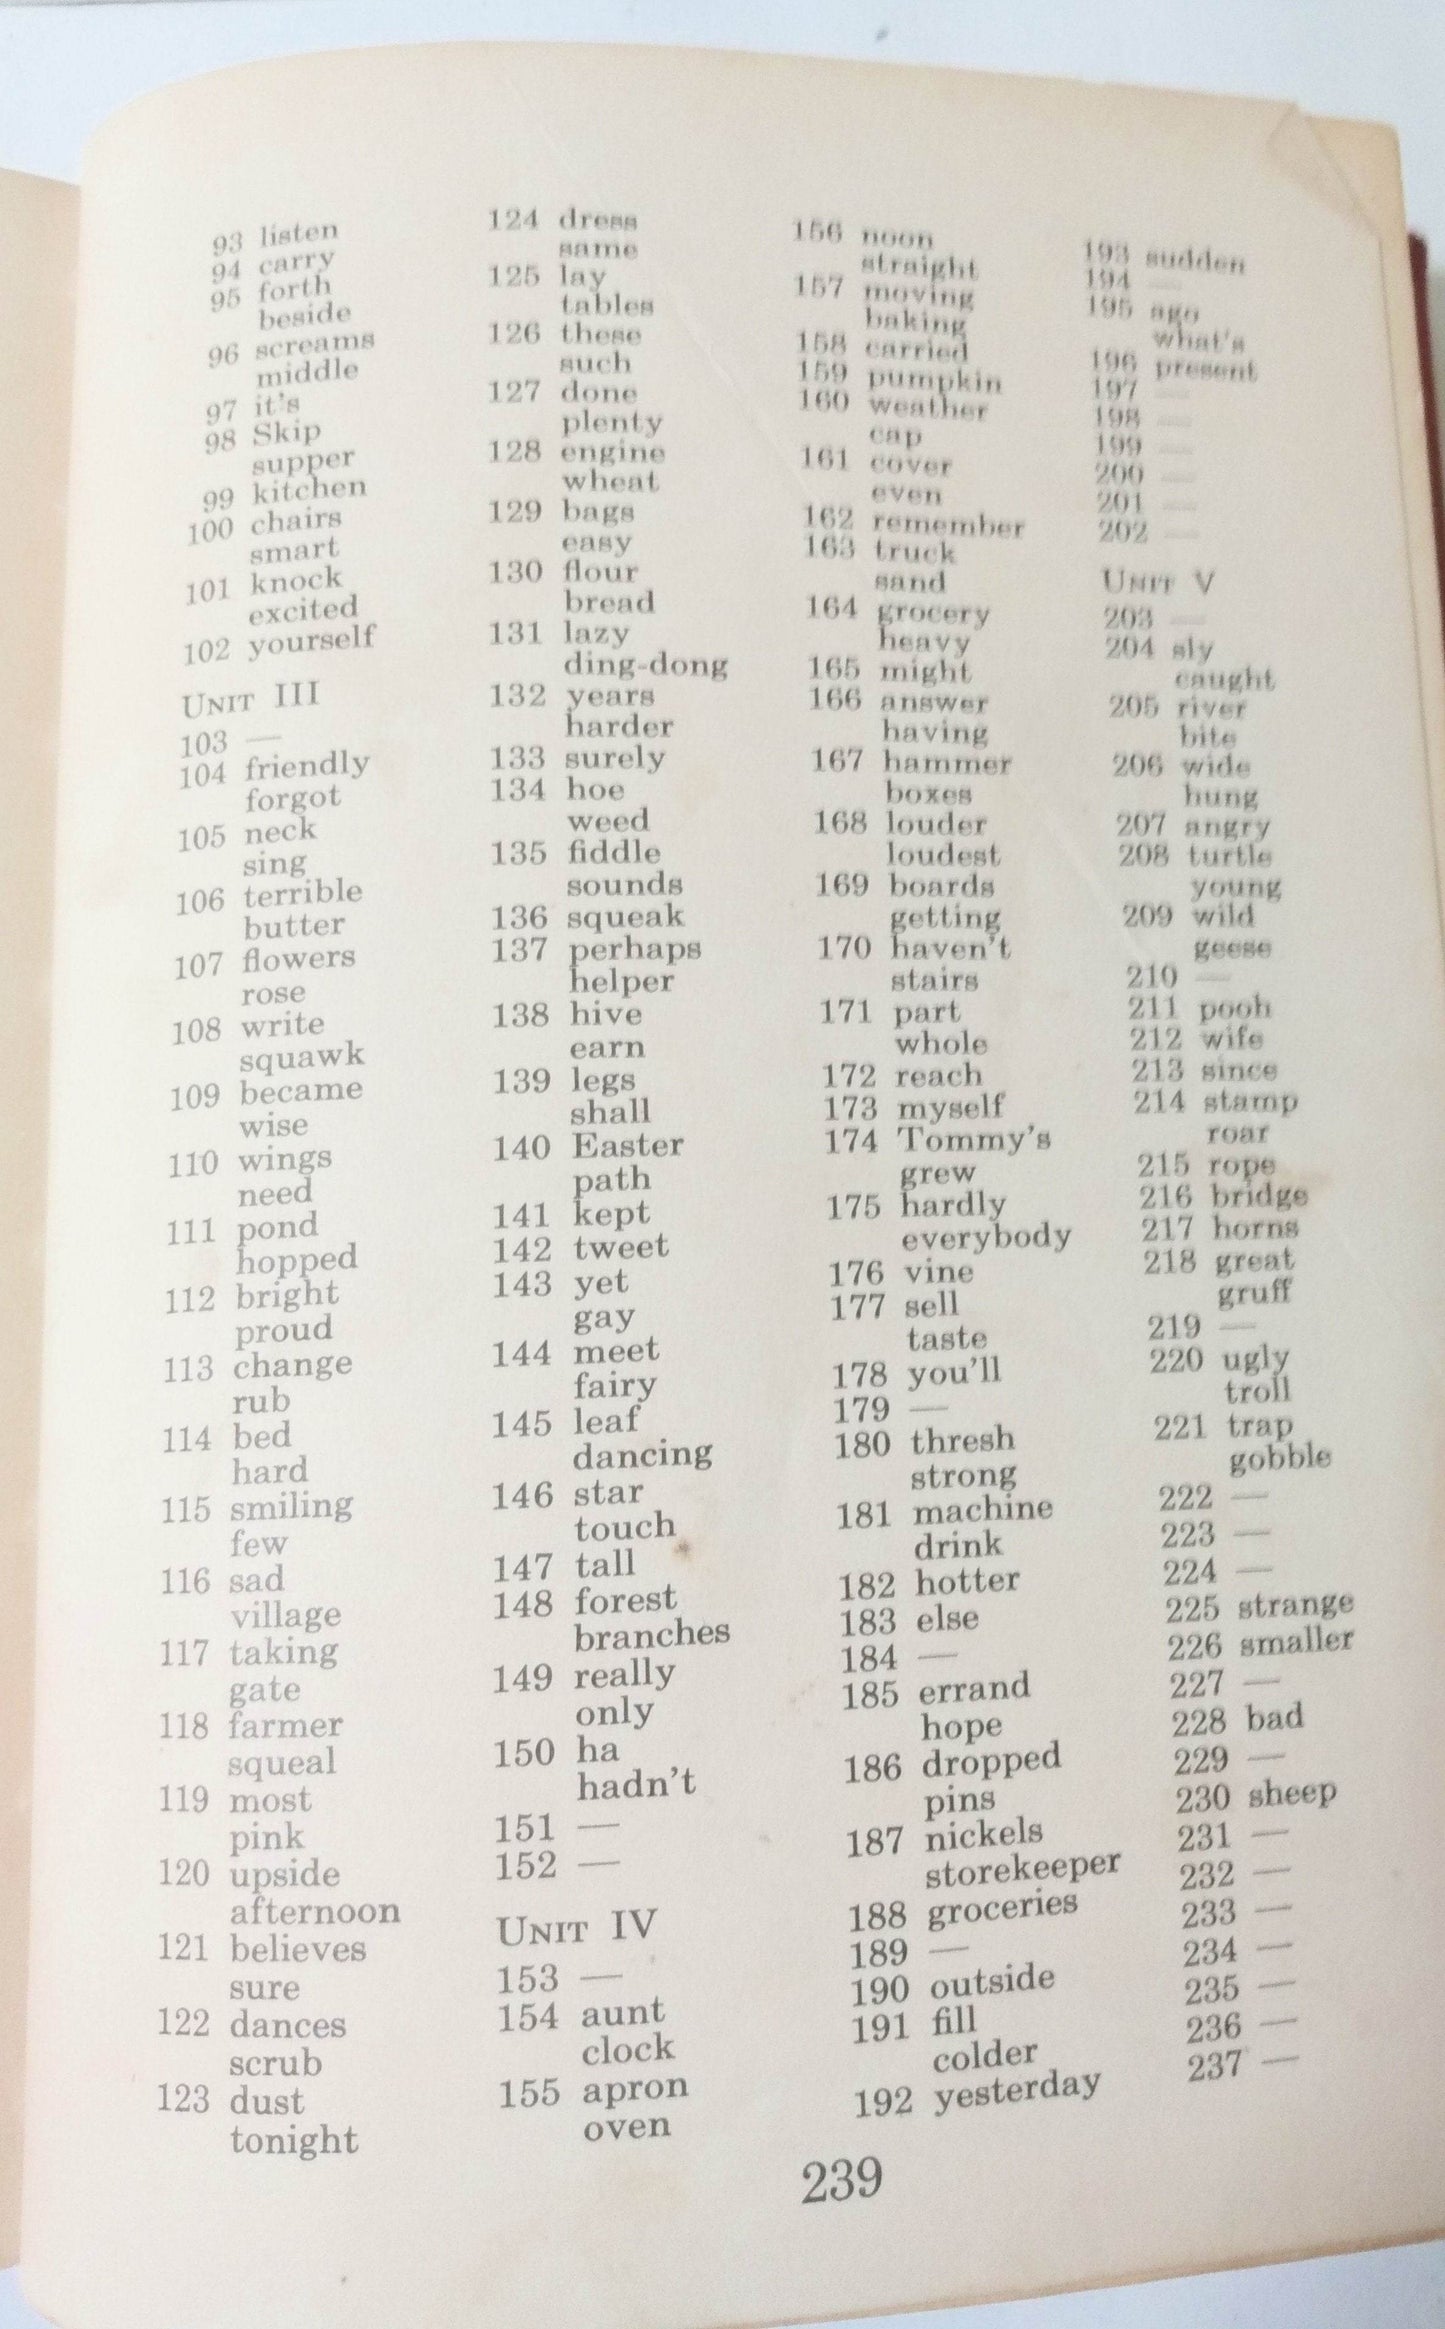 93 listen
94 carry
95 forth
beside
96 screams
middle
97 it's
98 Skip
supper
99 kitchen
100 chairs
smart
101 knock
excited
102 yourself
UNIT III
103 —
104 friendly
forgot
105 neck
sing
106 terrible
butter
107 flowers
rose
108 write
squawk
109 became
wise
110 wings
need
111 pond
hopped
112 bright
proud
113 change
rub
114 bed
hard
115 smiling
few
116 sad
village
117 taking
gate
118 farmer
squeal
119 most
pink
120 upside
afternoon
121 believes
sure
122 dances
scrub
123 dust
tonight
124 dress
same
125 lay
tables
126 these
such
127 done
plenty
128 engine
wheat
129 bags
easy
130 flour
bread
131 lazy
ding-dong
132 years
harder
133 surely
134 hoe
weed
135 fiddle
sounds
136 squeak
137 perhaps
helper
138 hive
earn
139 legs
shall
140 Easter
path
141 kept
142 tweet
143 yet
gay
144 meet
fairy
145 leaf
dancing
146 star
touch
147 tall
148 forest
branches
149 really
only
150 ha
hadn't
151 —
152 —
UNIT IV
153 —
154 aunt
clock
155 apron
oven
156 noon
straight
157 moving
baking
158 carried
159 pumpkin
160 weather
cap
161 cover
even
162 remember
163 truck
sand
164 grocery
heavy
165 might
166 answer
having
167 hammer
boxes
168 louder
loudest
169 boards
getting
170 haven't
stairs
171 part
whole
172 reach
173 myself
174 Tommy's
grew
175 hardly
everybody
176 vine
177 sell
taste
178 you'll
179 —
180 thresh
strong
181 machine
drink
182 hotter
183 else
184 —
185 errand
hope
186 dropped
pins
187 nickels
storekeeper
188 groceries
189 —
190 outside
191 fill
colder
192 yesterday
193 sudden
194 —
195 ago
what's
196 present
197 —
198 —
199 —
200 —
201 —
202 —
UNIT V
203 —
204 sly
caught
205 river
bite
206 wide
hung
207 angry
208 turtle
young
209 wild
geese
210 —
211 pooh
212 wife
213 since
214 stamp
roar
215 rope
216 bridge
217 horns
218 great
gruff
219 —
220 ugly
troll
221 trap
gobble
222 —
223 —
224 —
225 strange
226 smaller
227 —
228 bad
229 —
230 sheep
231 —
232 —
233 —
234 —
235 —
236 —
237 —
239